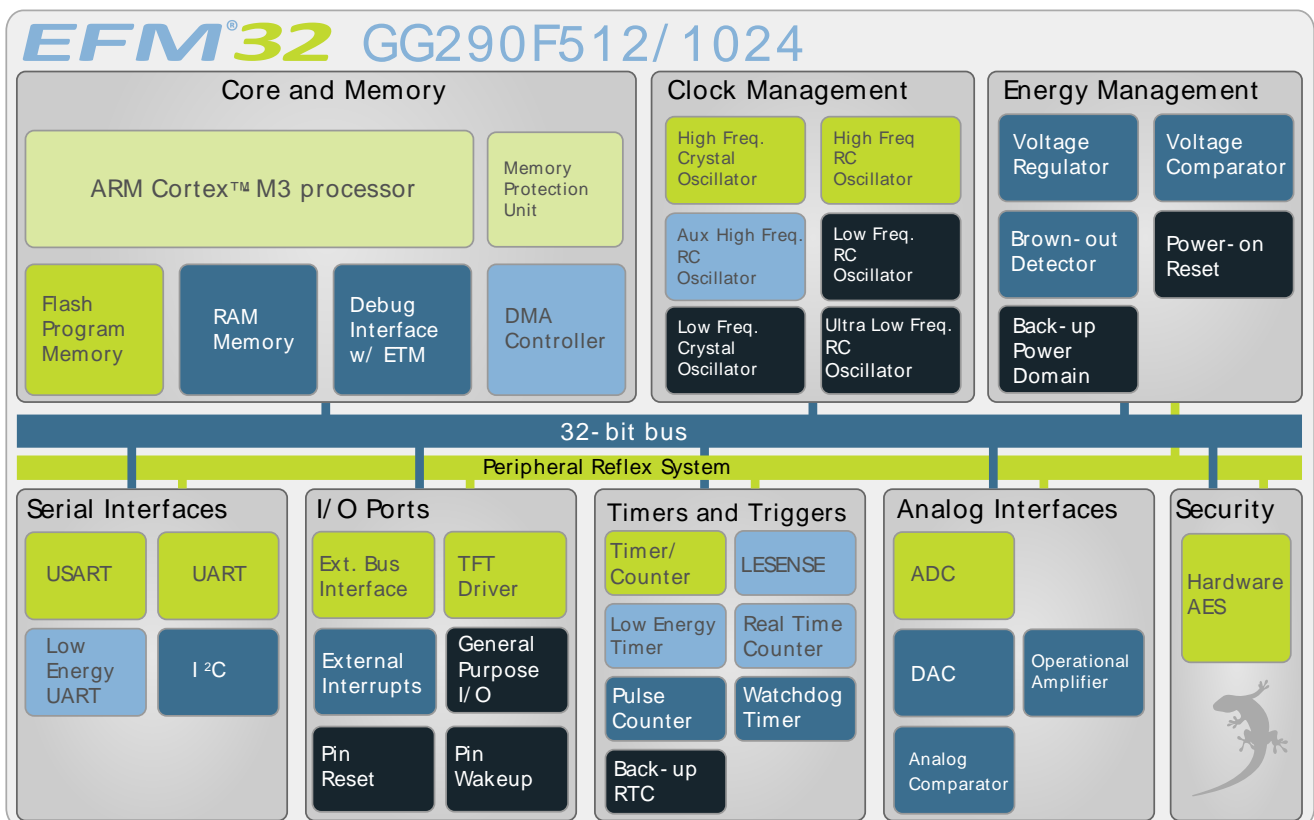 EFM®32 GG290F512/1024
Core and Memory
ARM Cortex™ M3 processor
Memory
Protection
Unit
Flash
Program
Memory
RAM
Memory
Debug
Interface
w/ ETM
DMA
Controller
Clock Management
High Freq.
Crystal
Oscillator
High Freq
RC
Oscillator
Aux High Freq.
RC
Oscillator
Low Freq.
RC
Oscillator
Low Freq.
Crystal
Oscillator
Ultra Low Freq.
RC
Oscillator
Energy Management
Voltage
Regulator
Voltage
Comparator
Brown-out
Detector
Power-on
Reset
Back-up
Power
Domain
32-bit bus
Peripheral Reflex System
Serial Interfaces
USART
UART
Low
Energy
UART
I²C
I/O Ports
Ext. Bus
Interface
TFT
Driver
External
Interrupts
General
Purpose
I/O
Pin
Reset
Pin
Wakeup
Timers and Triggers
Timer/
Counter
LESENSE
Low Energy
Timer
Real Time
Counter
Pulse
Counter
Watchdog
Timer
Back-up
RTC
Analog Interfaces
ADC
DAC
Operational
Amplifier
Analog
Comparator
Security
Hardware
AES